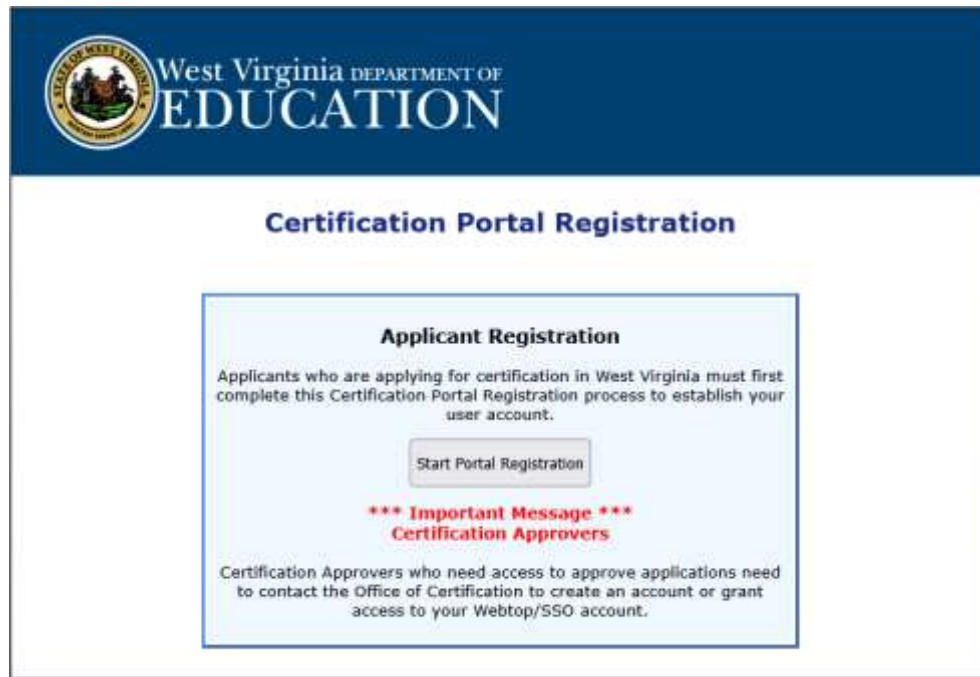 West Virginia DEPARTMENT OF
EDUCATION
Certification Portal Registration
Applicant Registration
Applicants who are applying for certification in West Virginia must first
complete this Certification Portal Registration process to establish your
user account.
Start Portal Registration
*** Important Message ***
Certification Approvers
Certification Approvers who need access to approve applications need
to contact the Office of Certification to create an account or grant
access to your Webtop/SSO account.